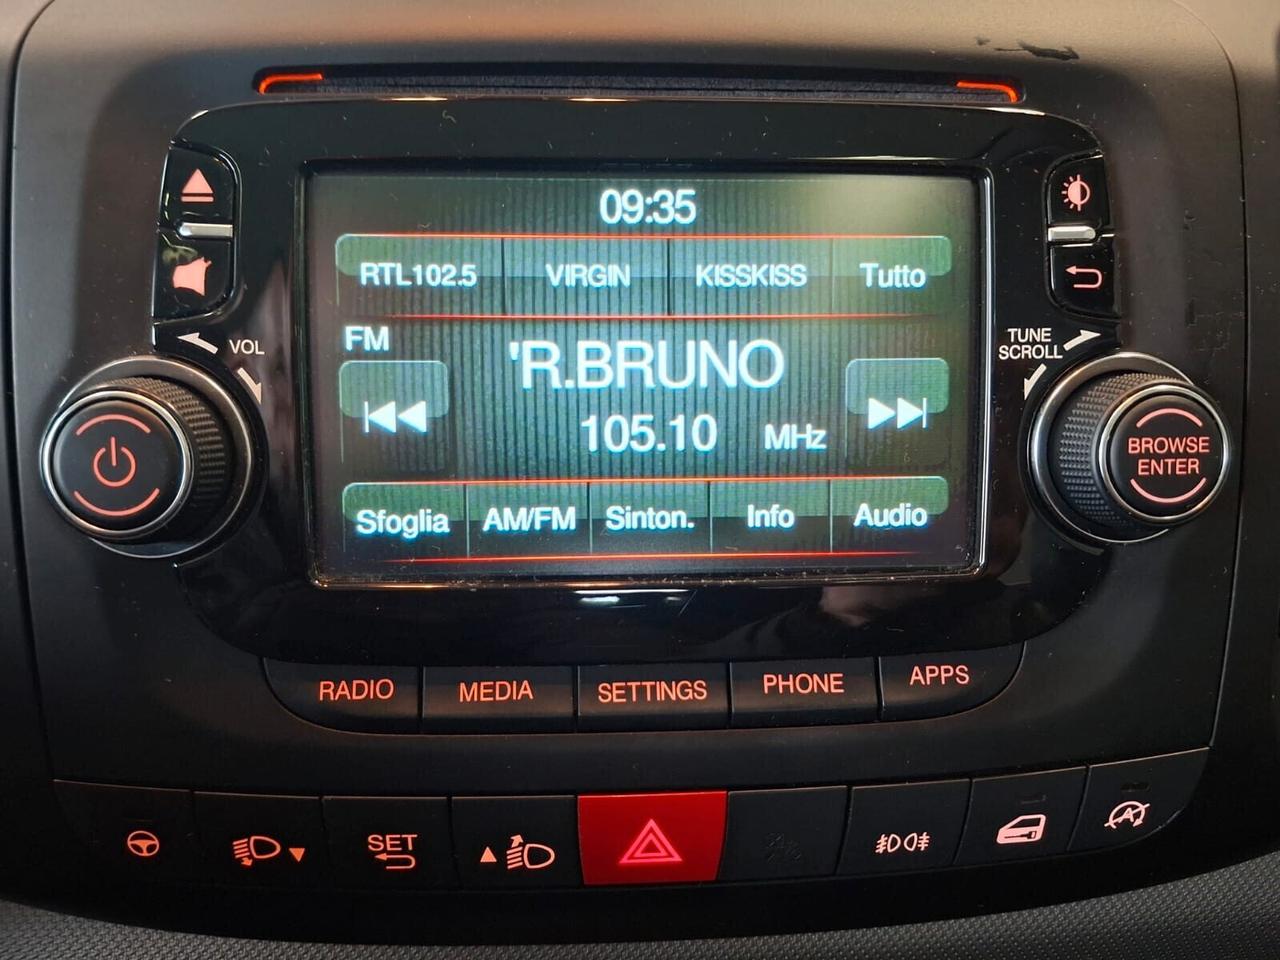 09:35
RTL102.5 VIRGIN KISSKISS Tutto
VOL
TUNE
SCROLL
FM
'R.BRUNO
105.10 MHz
BROWSE
ENTER
Sfoglia AM/FM Sinton. Info Audio
RADIO MEDIA SETTINGS PHONE APPS
SET
A